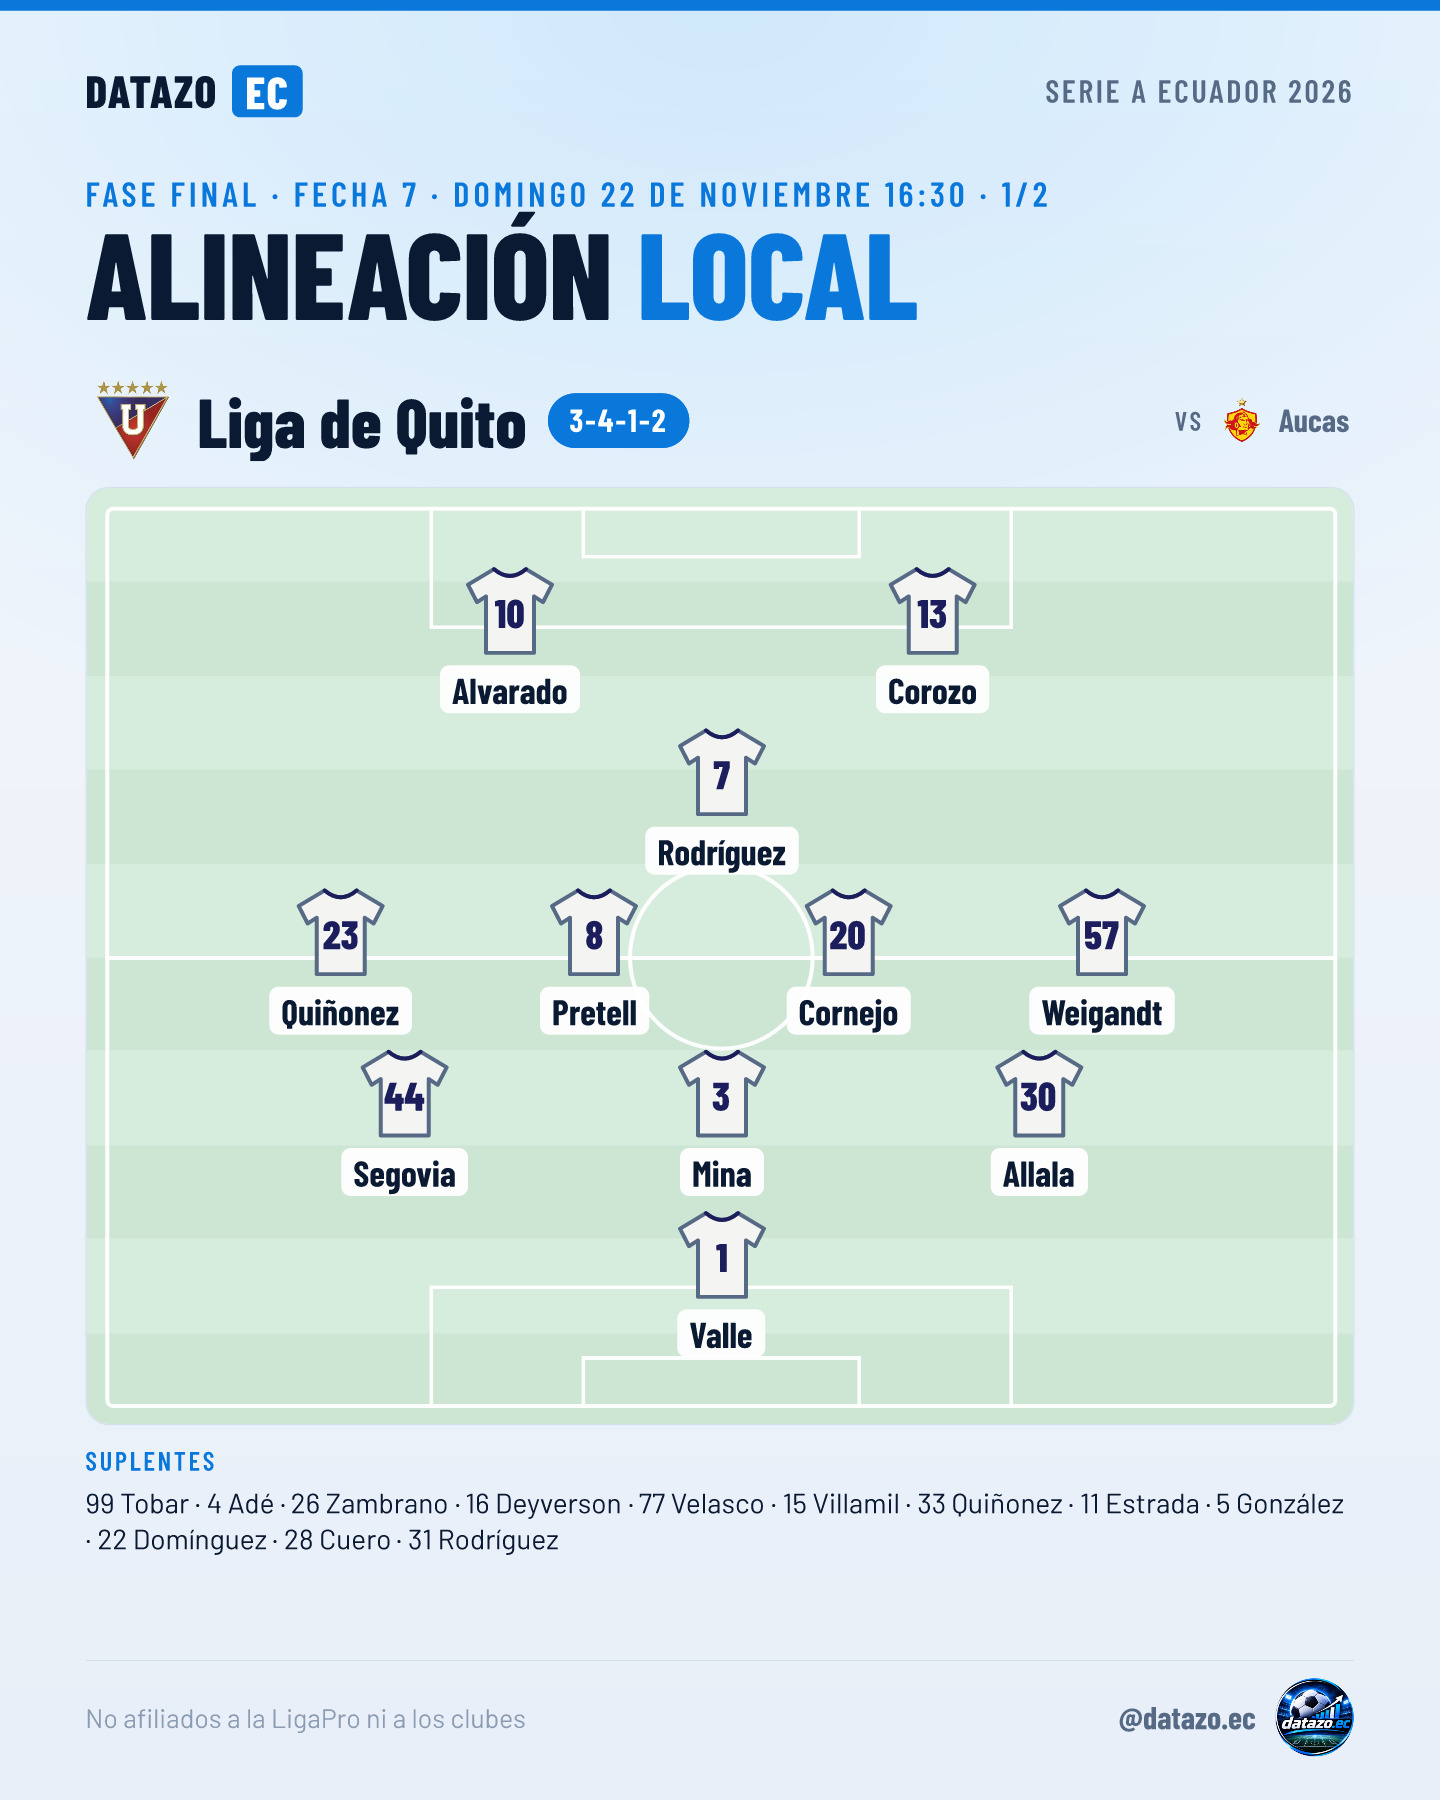 DATAZO EC
SERIE A ECUADOR 2026
FASE FINAL · FECHA 7 · DOMINGO 22 DE NOVIEMBRE 16:30 · 1/2
ALINEACIÓN LOCAL
U
Liga de Quito
3-4-1-2
VS Aucas
10
13
Alvarado
Corozo
7
Rodríguez
23
8
20
57
Quiñonez
Pretell
Cornejo
Weigandt
44
3
30
Segovia
Mina
Allala
1
Valle
SUPLENTES
99 Tobar · 4 Adé · 26 Zambrano · 16 Deyverson · 77 Velasco · 15 Villamil · 33 Quiñonez · 11 Estrada · 5 González
· 22 Domínguez · 28 Cuero · 31 Rodríguez
No afiliados a la LigaPro ni a los clubes
@datazo.ec
datazo.ec